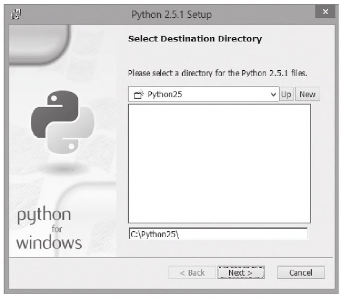 Python 2.5.1 Setup
Select Destination Directory
Please select a directory for the Python 2.5.1 files.
Python25
Up
New
python
for
windows
C:\Python25\
< Back
Next >
Cancel